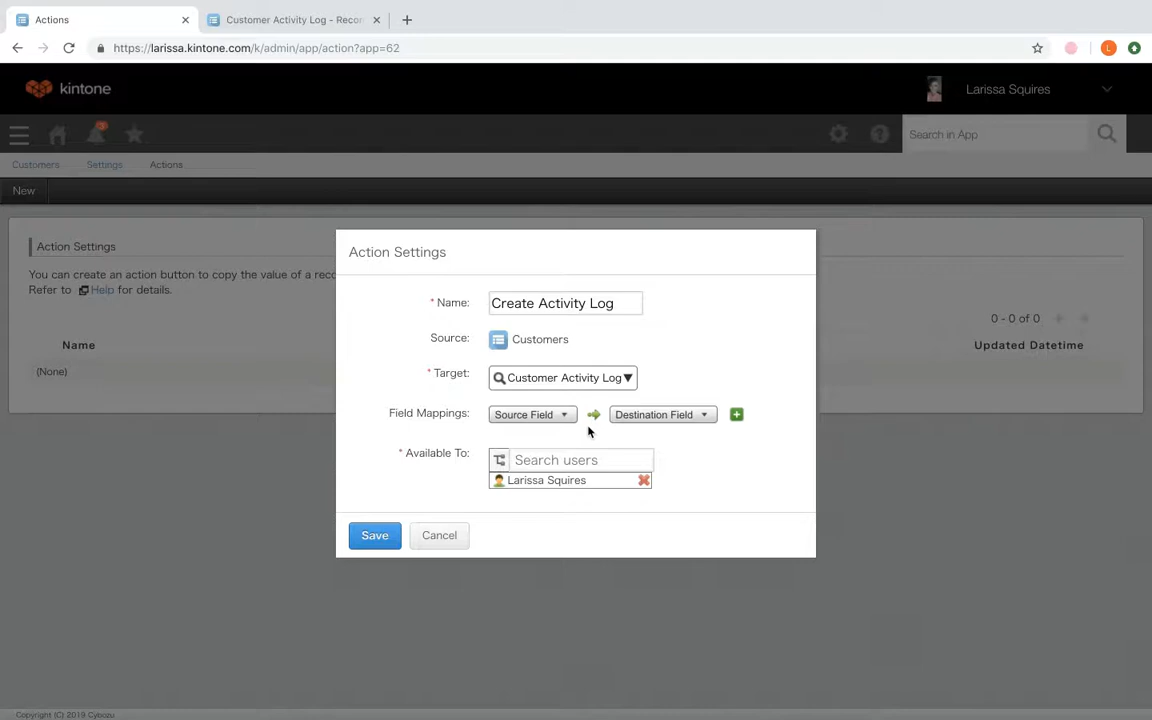 Actions
Customer Activity Log - Reco
https://larissa.kintone.com/k/admin/app/action?app=62
L
kintone
Larissa Squires
3
Search in App
Customers
Settings
Actions
New
Action Settings
You can create an action button to copy the value of a reco
Refer to Help for details.
0 - 0 of 0
Name
Updated Datetime
(None)
Action Settings
* Name: Create Activity Log
Source: Customers
* Target: Customer Activity Log
Field Mappings: Source Field Destination Field
* Available To: Search users
Larissa Squires
Save Cancel
Copyright (C) 2019 Cybozu